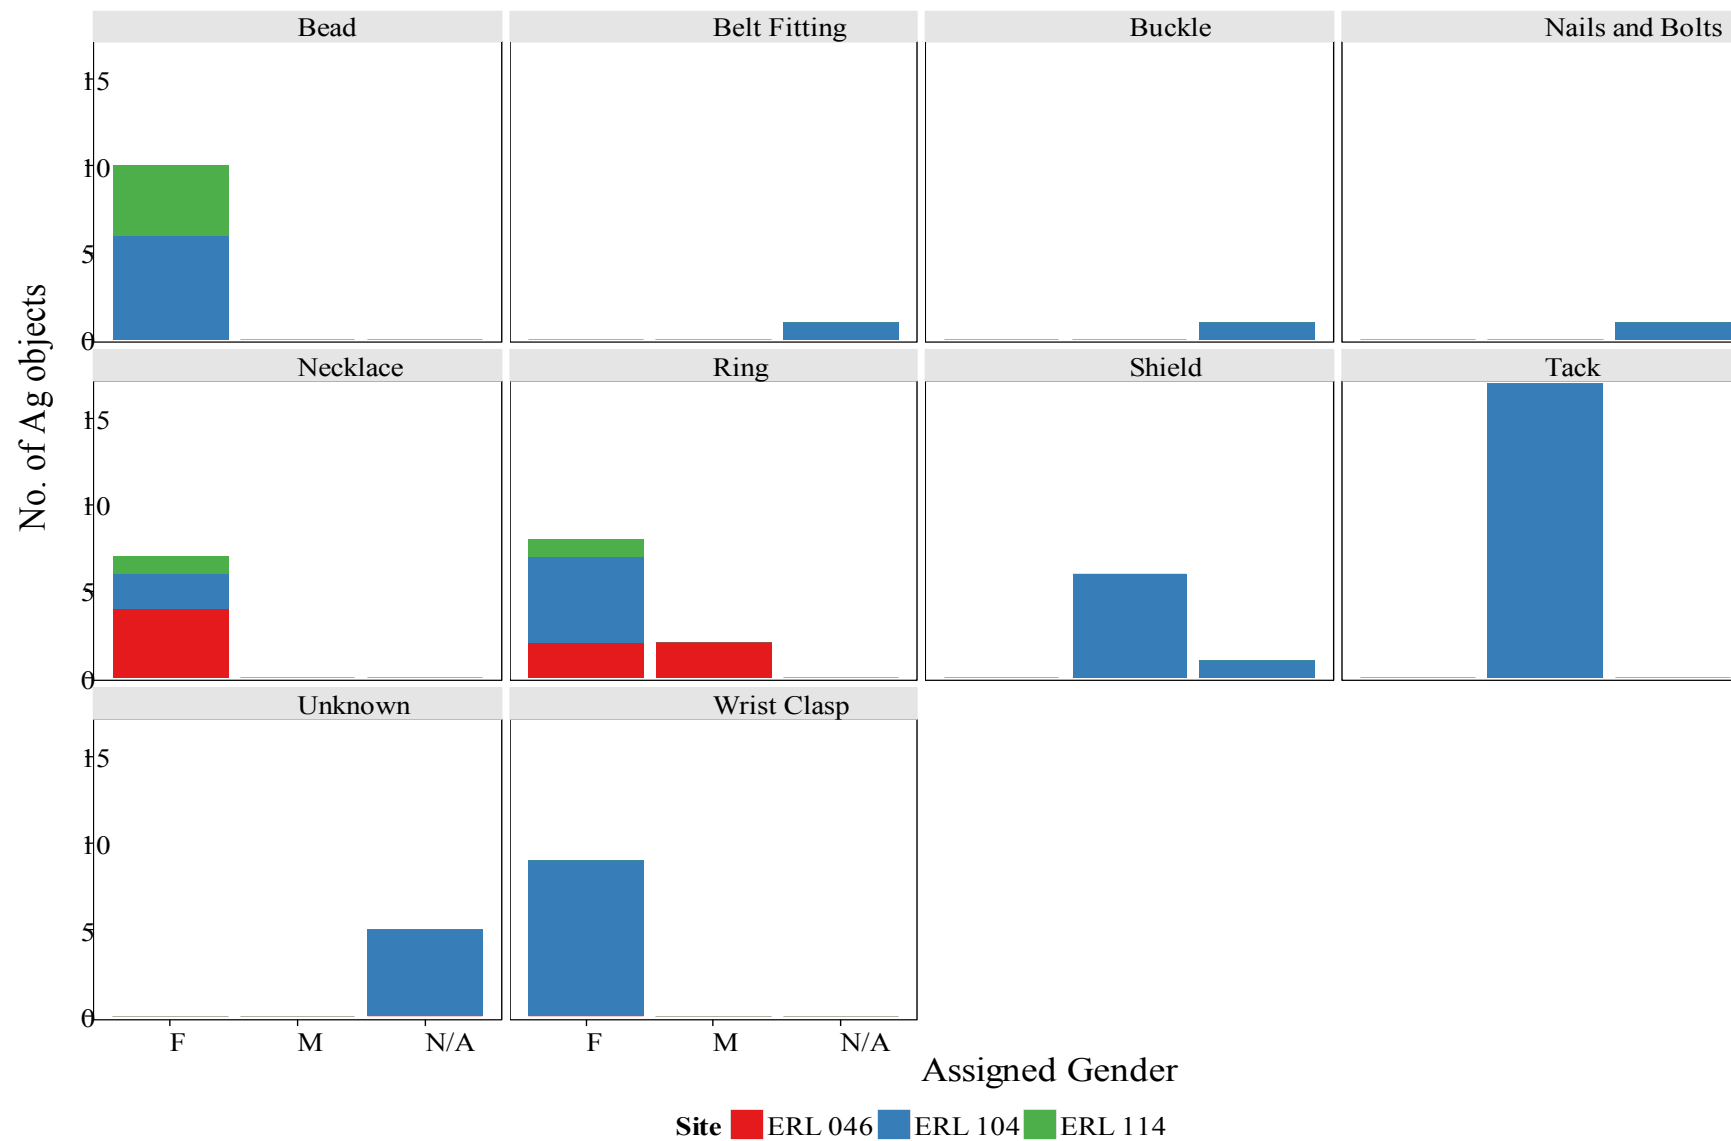 Bead Belt Fitting Buckle Nails and Bolts
15
10
5
0
Necklace Ring Shield Tack
15
10
5
0
Unknown Wrist Clasp
15
10
5
0
F M N/A F M N/A
No. of Ag objects
Assigned Gender
Site ERL 046 ERL 104 ERL 114